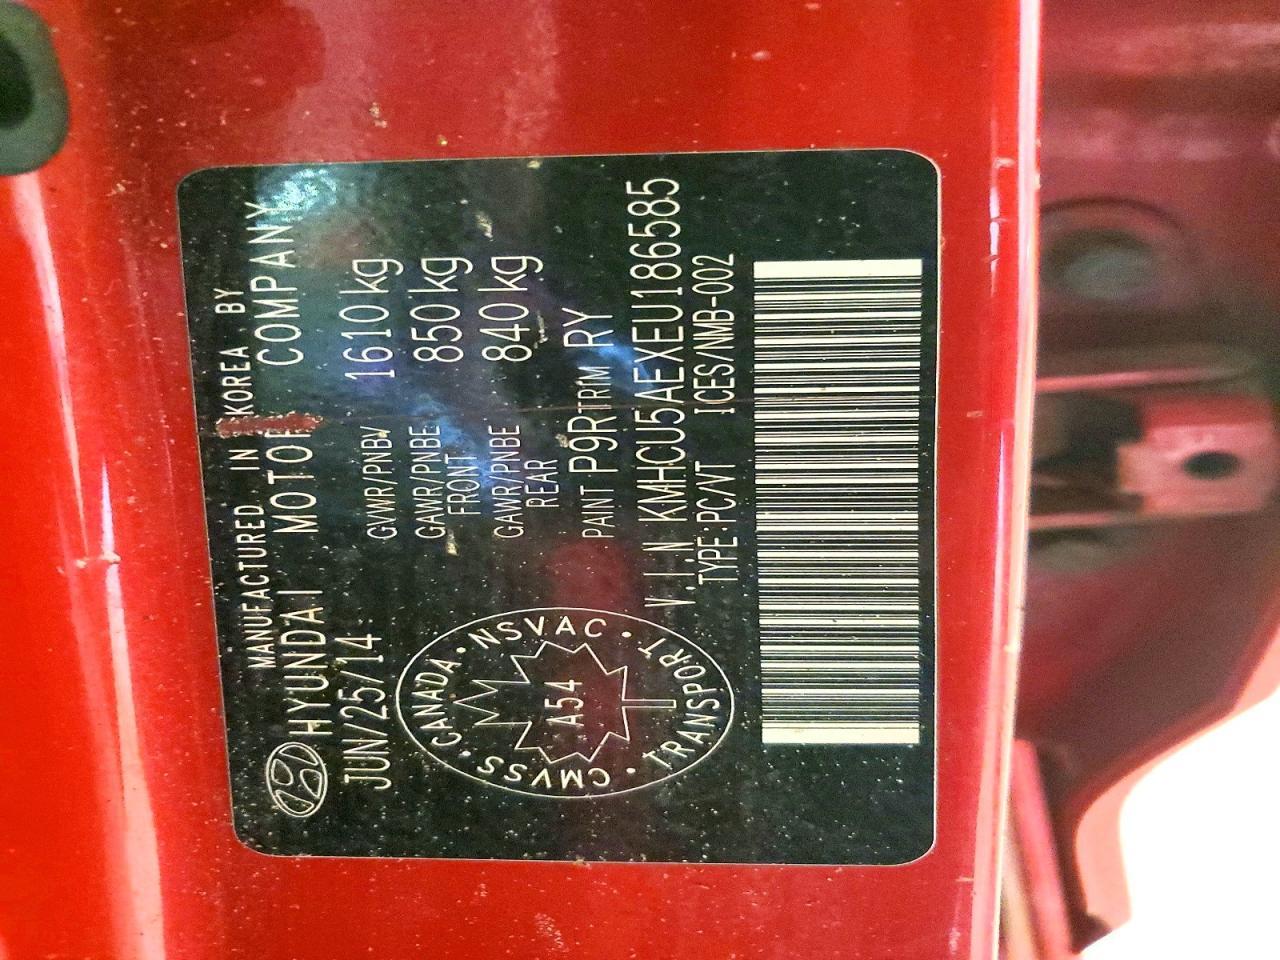 MANUFACTURED IN KOREA BY
HYUNDAI MOTOR COMPANY
JUN/25/14
GVWR/PNBV 1610 kg
GAWR/PNBE FRONT 850 kg
GAWR/PNBE REAR 840 kg
PAINT P9R TRIM RY
V.I.N KMHCU5AEXEU186585
TYPE:PC/VT ICES/NMB-002
CMVSS • CANADA • NSVAC • TRANSPORT •
A54